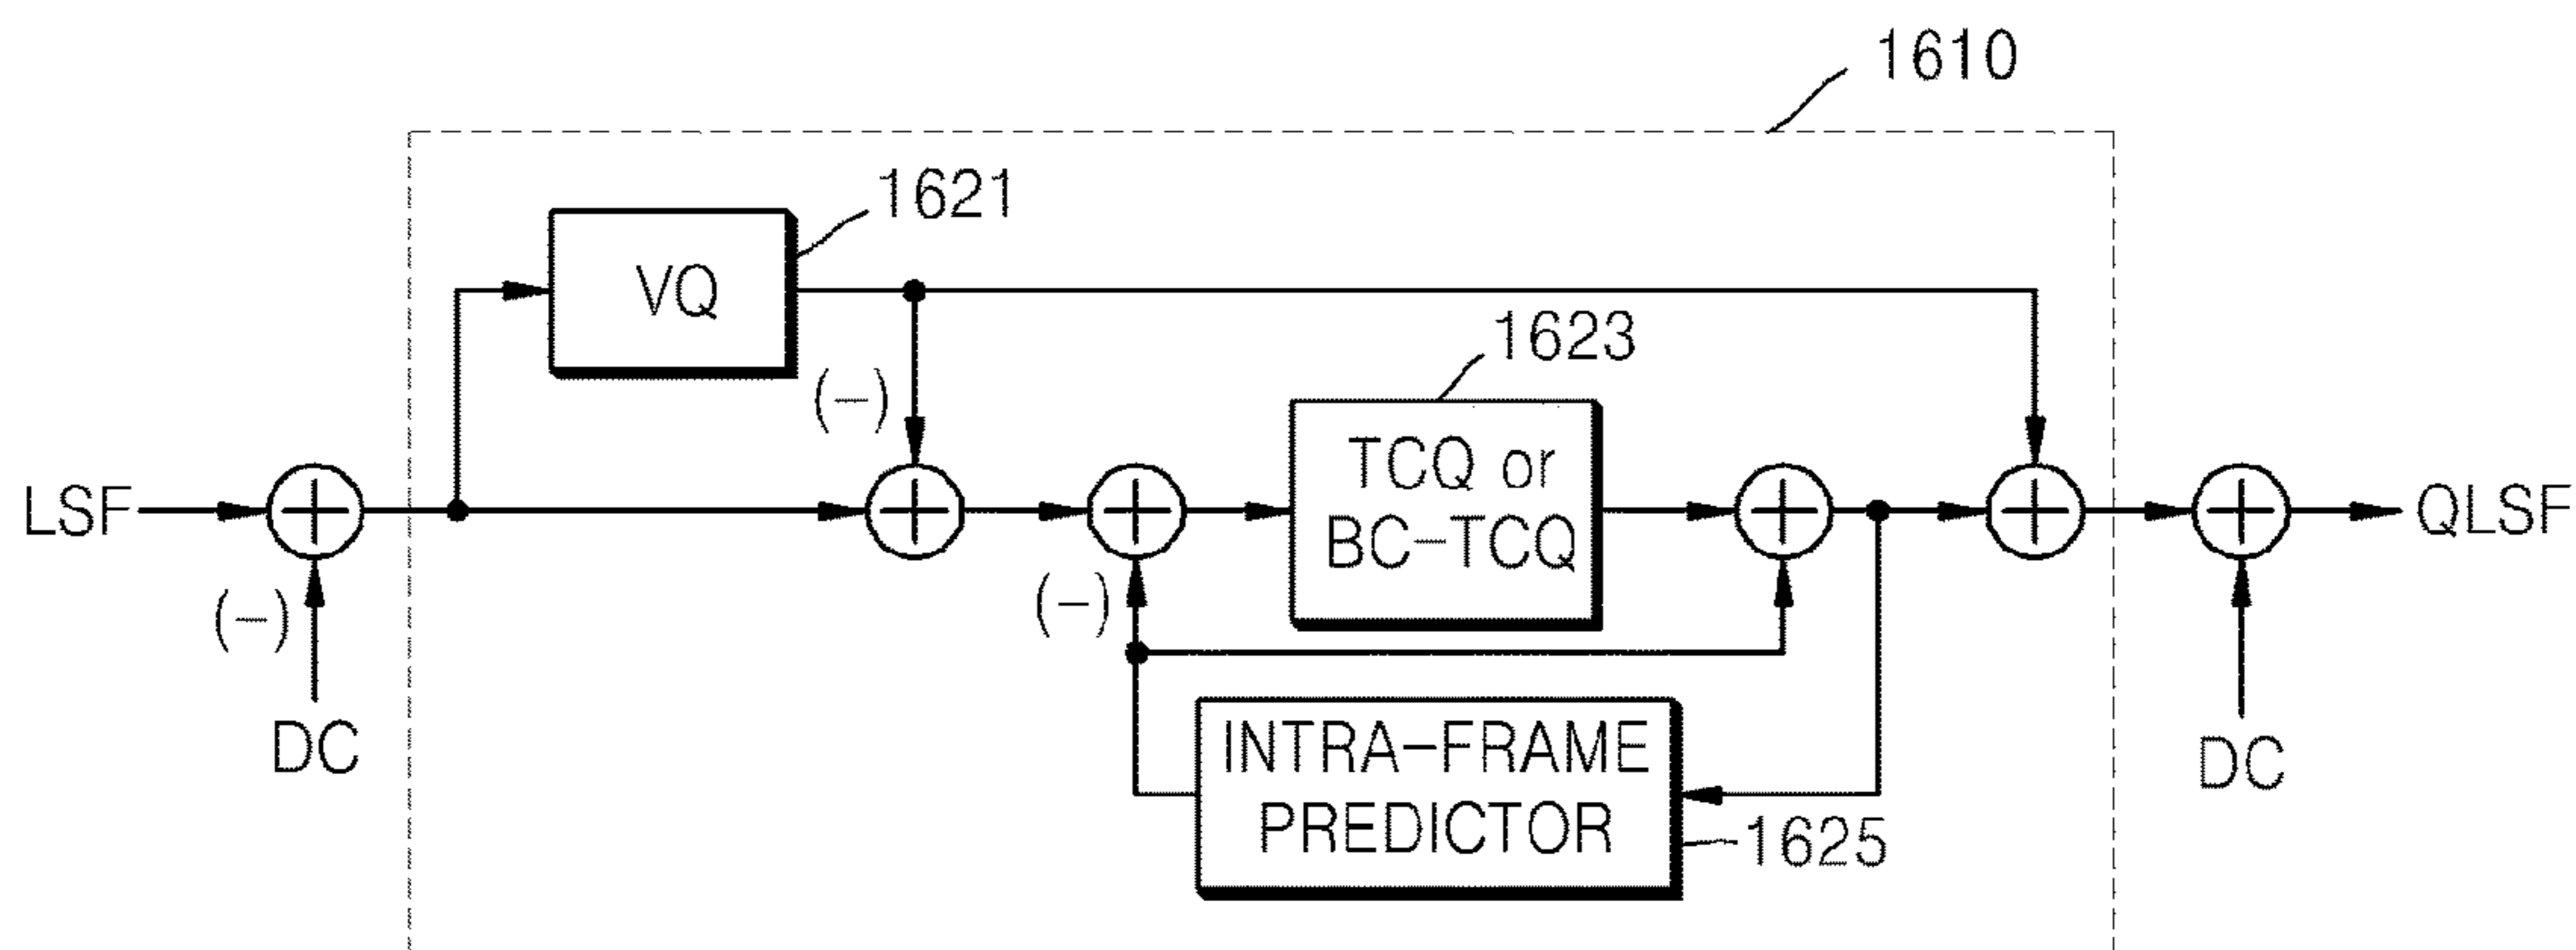 1610
1621
VQ
1623
(–)
TCQ or
BC–TCQ
LSF
QLSF
(–)
(–)
DC
INTRA–FRAME
PREDICTOR
1625
DC